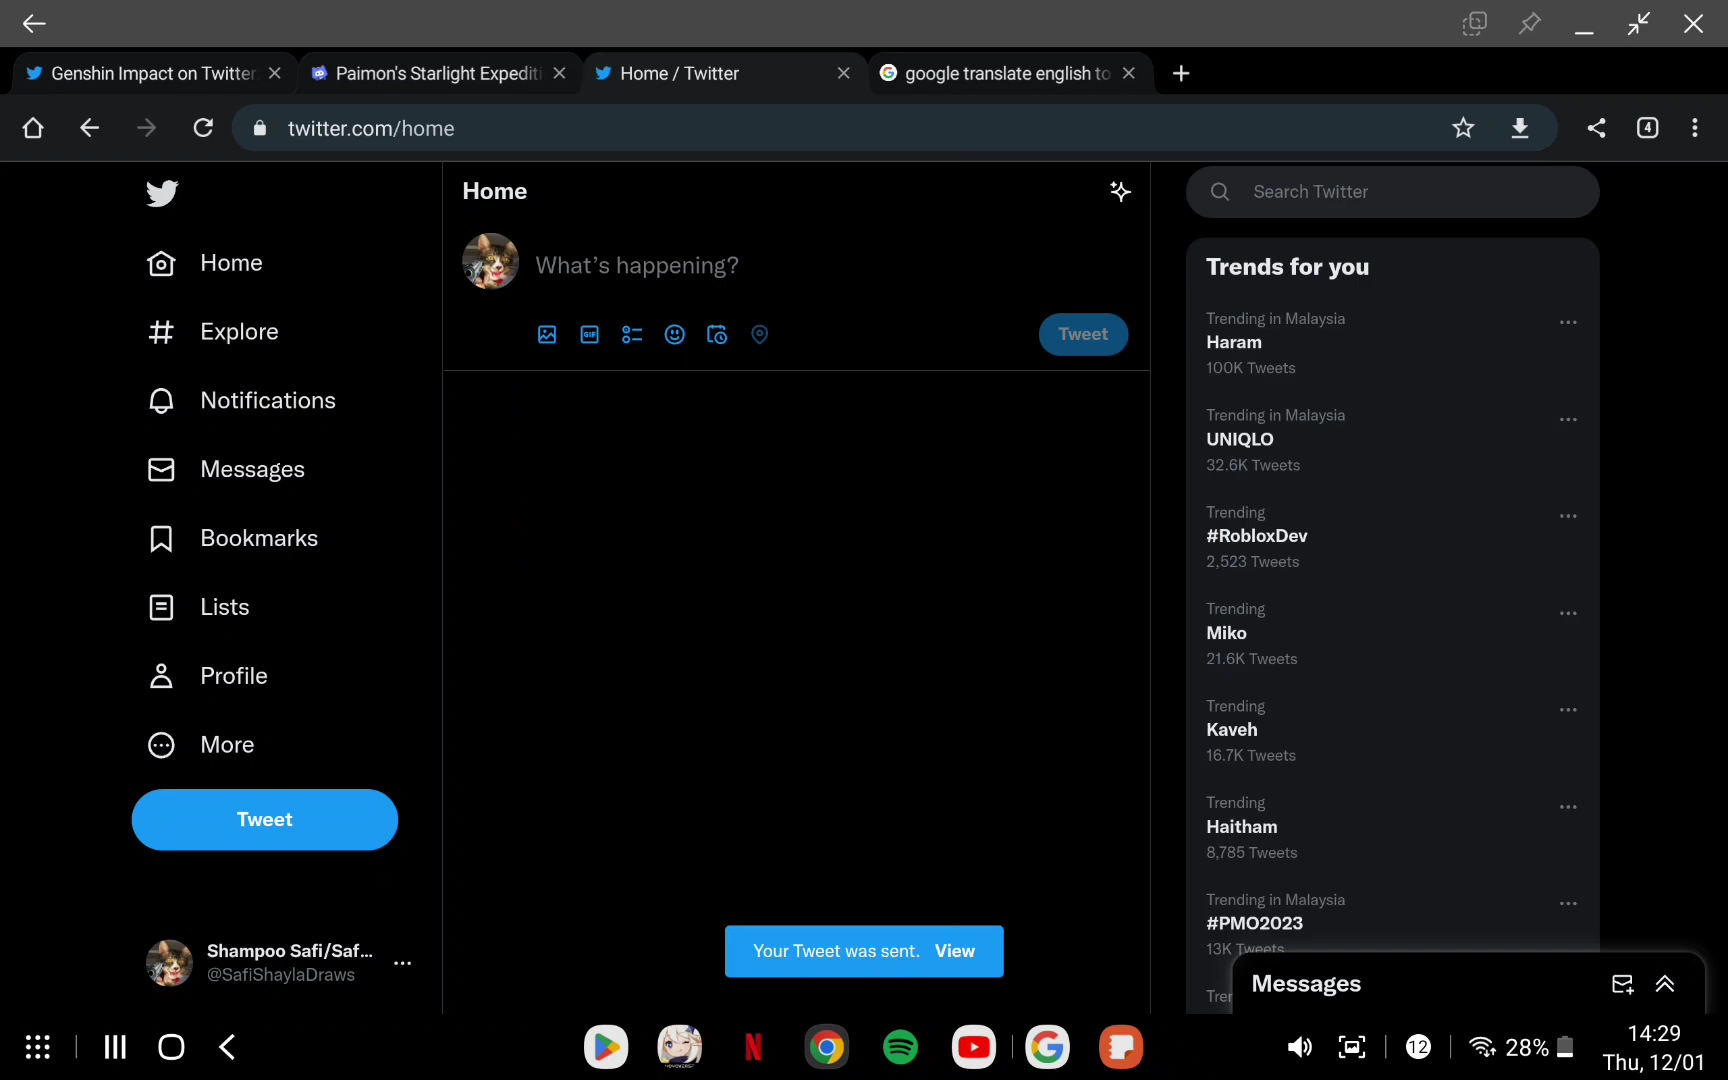 Genshin Impact on Twitter
Paimon's Starlight Expediti
Home / Twitter
google translate english to
twitter.com/home
4
Home
Explore
Notifications
Messages
Bookmarks
Lists
Profile
More
Tweet
Shampoo Safi/Saf...
@SafiShaylaDraws
Home
What's happening?
GIF
Tweet
Your Tweet was sent. View
Search Twitter
Trends for you
Trending in Malaysia
Haram
100K Tweets
Trending in Malaysia
UNIQLO
32.6K Tweets
Trending
#RobloxDev
2,523 Tweets
Trending
Miko
21.6K Tweets
Trending
Kaveh
16.7K Tweets
Trending
Haitham
8,785 Tweets
Trending in Malaysia
#PMO2023
13K Tweets
Messages
N
12
28%
14:29
Thu, 12/01